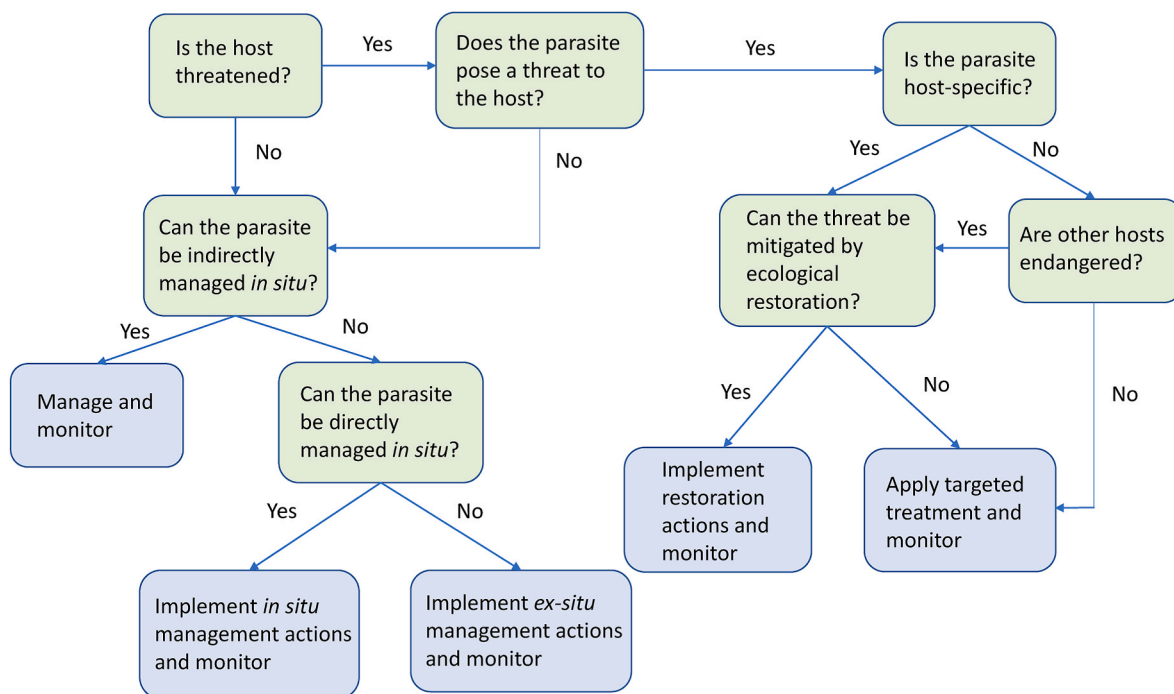 Is the host
threatened?
Yes
Does the parasite
pose a threat to
the host?
Yes
Is the parasite
host-specific?
No
No
Yes
No
Can the parasite
be indirectly
managed in situ?
Can the threat be
mitigated by
ecological
restoration?
Yes
Are other hosts
endangered?
Yes
No
Manage and
monitor
Can the parasite
be directly
managed in situ?
Yes
No
No
Implement
restoration
actions and
monitor
Apply targeted
treatment and
monitor
Yes
No
Implement in situ
management actions
and monitor
Implement ex-situ
management actions
and monitor